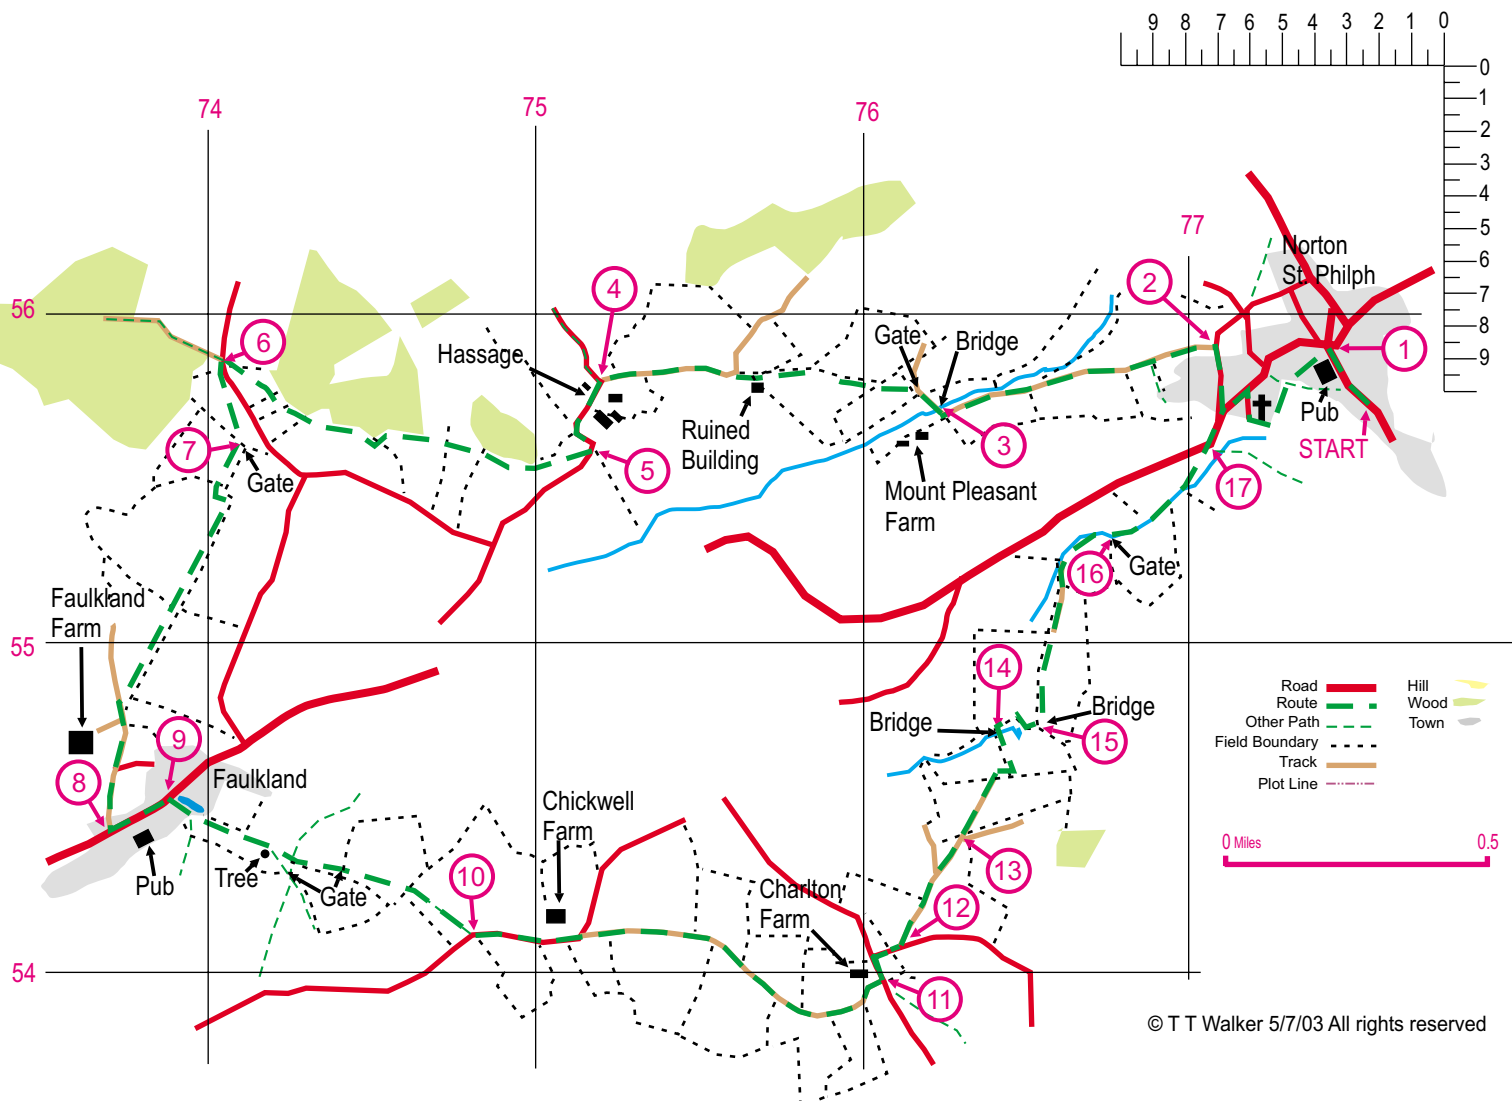 9 8 7 6 5 4 3 2 1 0
0
1
2
3
4
5
6
7
8
9
74
75
76
77
56
55
54
Norton
St. Philph
2
4
6
1
Gate
Bridge
Hassage
Pub
START
Ruined
Building
3
7
5
Gate
17
Mount Pleasant
Farm
16
Gate
Faulkland
Farm
14
Bridge
Bridge
15
9
8
Faulkland
Road
Route
Other Path
Field Boundary
Track
Plot Line
Hill
Wood
Town
Chickwell
Farm
0 Miles
0.5
Pub
Tree
Gate
10
13
Charlton
Farm
12
11
© T T Walker 5/7/03 All rights reserved